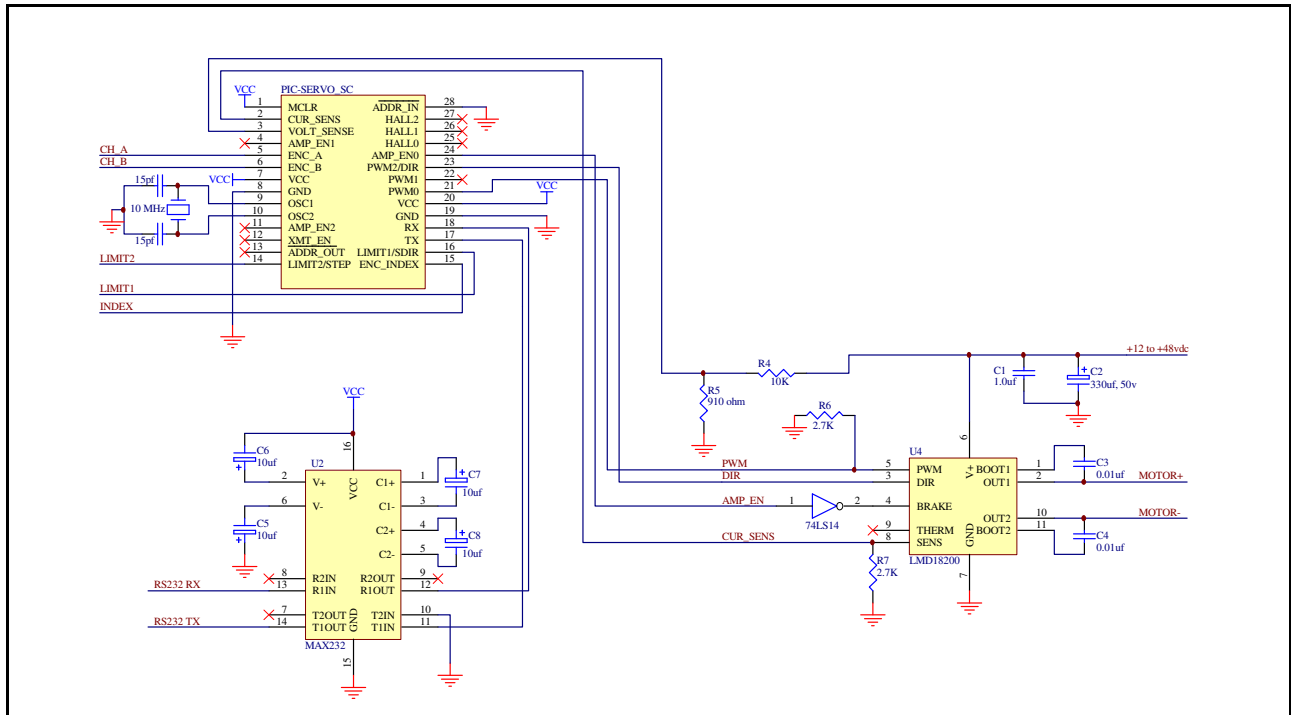 VCC
PIC-SERVO_SC
1 MCLR ADDR_IN 28
2 CUR_SENS HALL2 27
3 VOLT_SENSE HALL1 26
4 AMP_EN1 HALL0 25
CH_A 5 ENC_A AMP_EN0 24
CH_B 6 ENC_B PWM2/DIR 23
15pf VCC 7 VCC PWM1 22
8 GND PWM0 21 VCC
9 OSC1 VCC 20
10 MHz 10 OSC2 GND 19
11 AMP_EN2 RX 18
15pf 12 XMT_EN TX 17
13 ADDR_OUT LIMIT1/SDIR 16
LIMIT2 14 LIMIT2/STEP ENC_INDEX 15
LIMIT1
INDEX
+12 to +48vdc
R4
10K
C1
1.0uf
C2
330uf, 50v
R5
910 ohm
R6
2.7K
VCC
C6
10uf
16
U2
2 V+ VCC C1+ 1
C7
10uf
6 V- C1- 3
C5
10uf
C2+ 4
C8
10uf
C2- 5
8 R2IN R2OUT 9
RS232 RX 13 R1IN R1OUT 12
7 T2OUT GND T2IN 10
RS232 TX 14 T1OUT T1IN 11
MAX232
15
6
U4
PWM 5 PWM V+ BOOT1 1
C3
0.01uf
DIR 3 DIR OUT1 2 MOTOR+
AMP_EN 1 2 4 BRAKE
74LS14
OUT2 10 MOTOR-
9 THERM GND BOOT2 11
C4
0.01uf
CUR_SENS 8 SENS
LMD18200
R7
2.7K
7